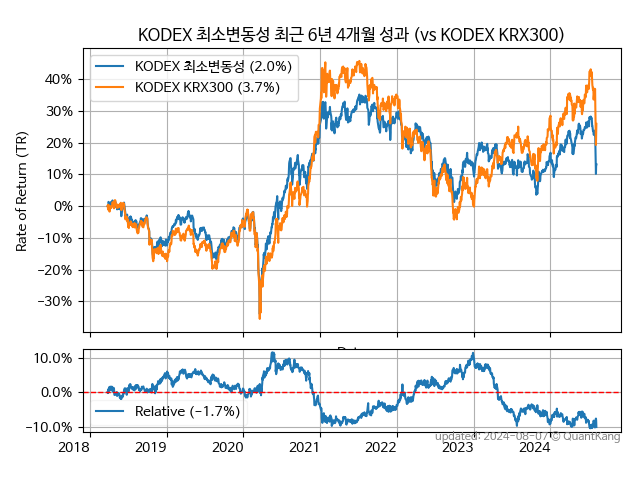 KODEX 최소변동성 최근 6년 4개월 성과 (vs KODEX KRX300)
KODEX 최소변동성 (2.0%)
KODEX KRX300 (3.7%)
Rate of Return (TR)
40%
30%
20%
10%
0%
−10%
−20%
−30%
10.0%
0.0%
−10.0%
Relative (−1.7%)
2018 2019 2020 2021 2022 2023 2024
updated: 2024-08-07 © QuantKang